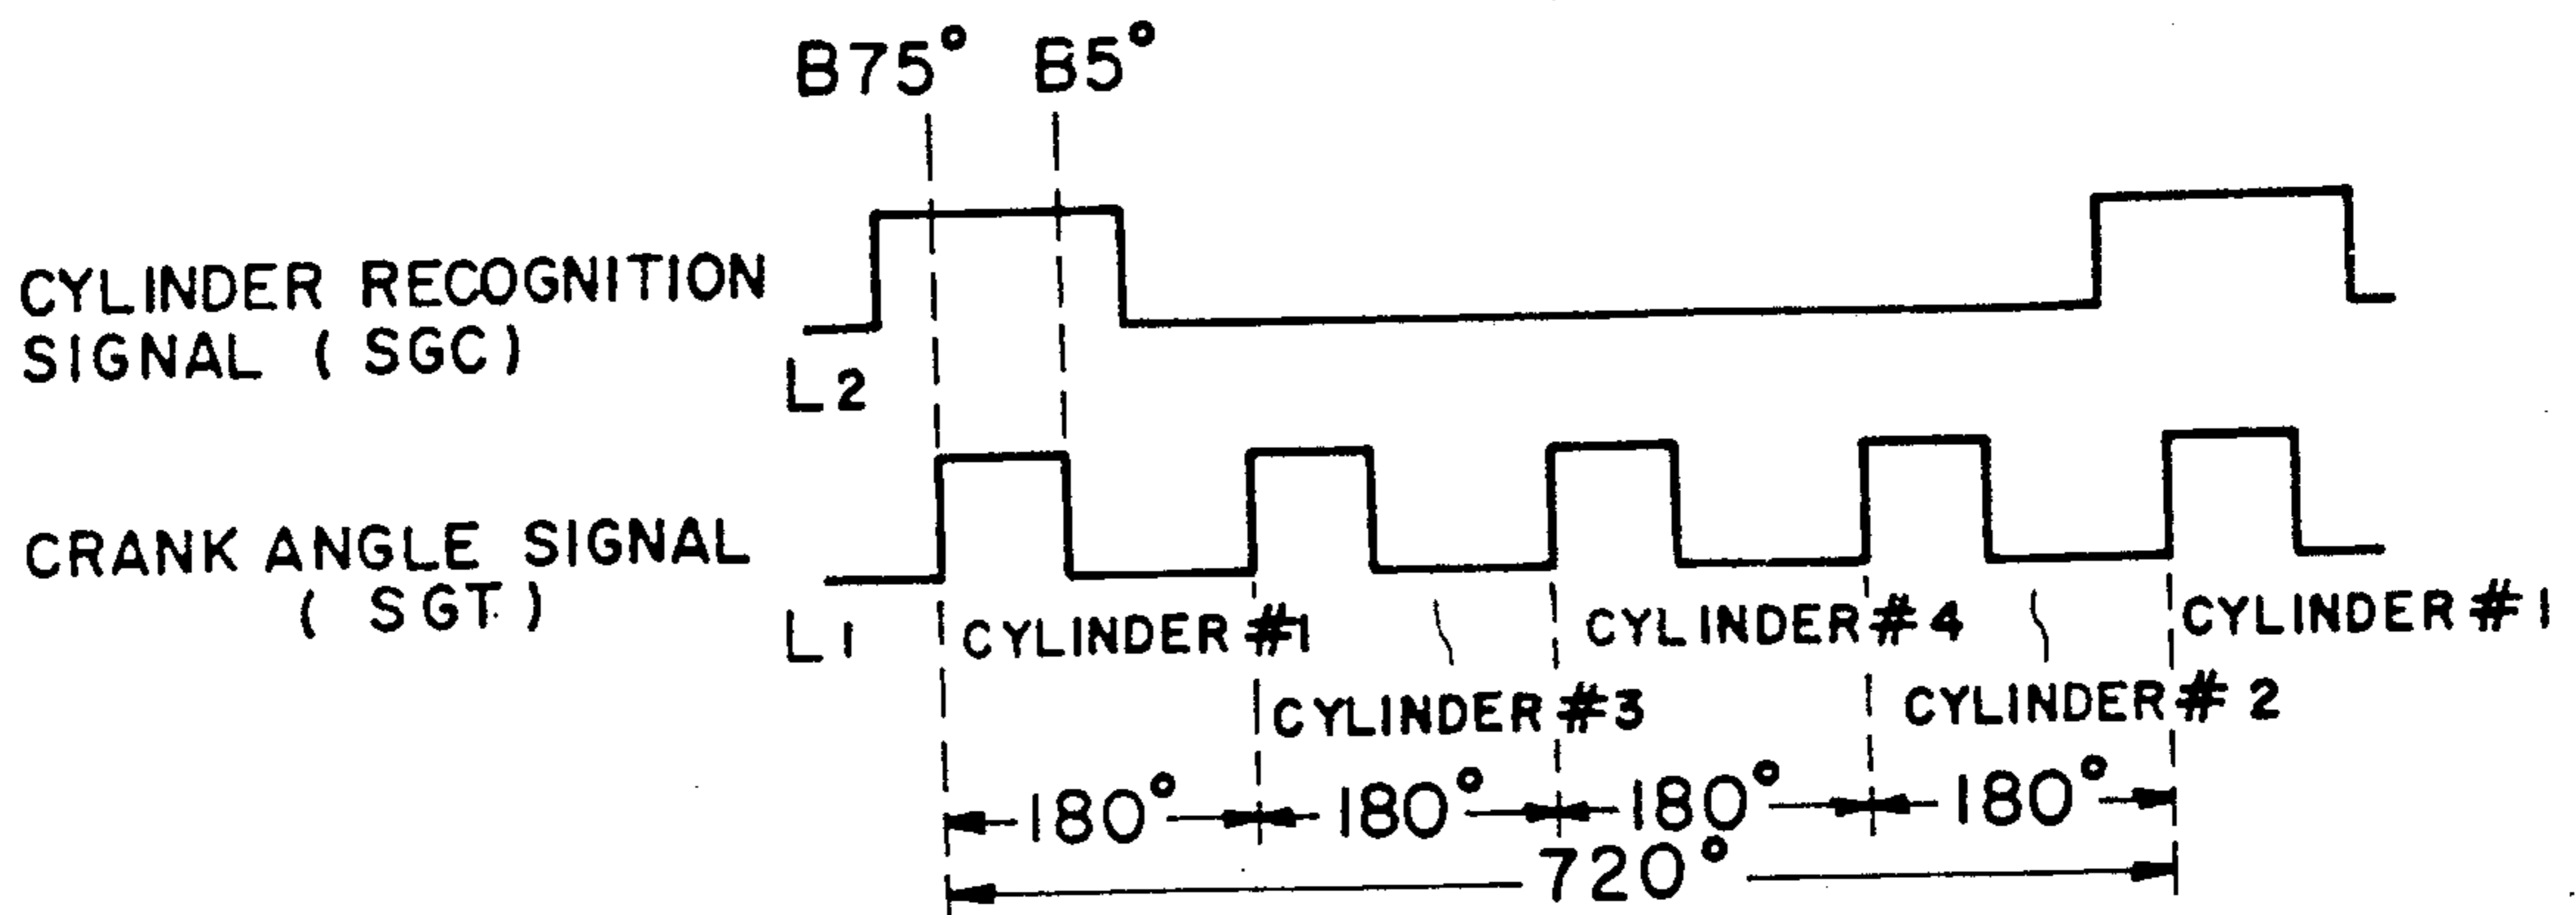 B75° B5°
CYLINDER RECOGNITION
SIGNAL ( SGC )
L2
CRANK ANGLE SIGNAL
( SGT )
L1
CYLINDER #1
CYLINDER #3
CYLINDER #4
CYLINDER # 2
CYLINDER # 1
180° 180° 180° 180°
720°